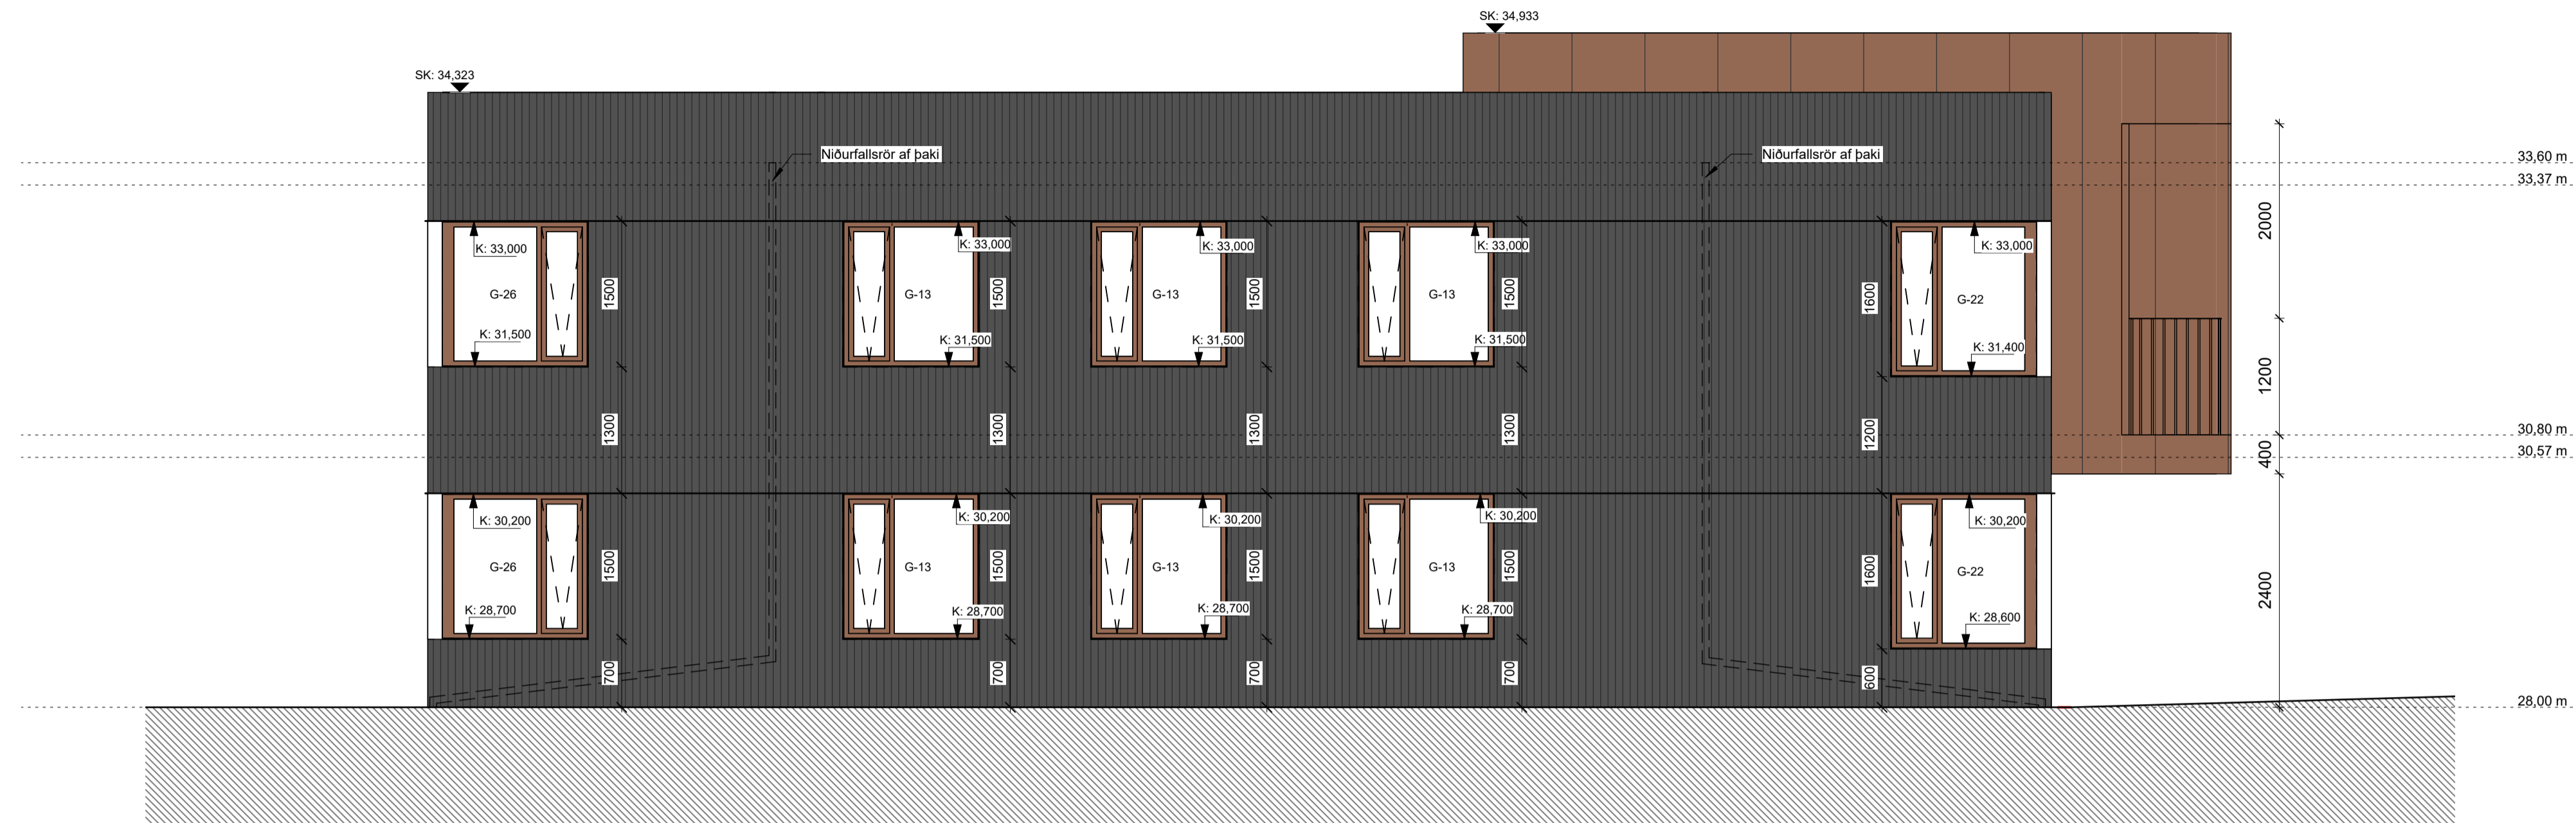 SK: 34,933
SK: 34,323
Niðurfallsrör af þaki
Niðurfallsrör af þaki
33,60 m
33,37 m
2000
K: 33,000
K: 33,000
K: 33,000
K: 33,000
K: 33,000
G-26
1500
G-13
1500
G-13
1500
G-13
1500
1600
G-22
K: 31,500
K: 31,500
K: 31,500
K: 31,500
K: 31,400
1200
1300
1300
1300
1300
1200
30,80 m
400
30,57 m
K: 30,200
K: 30,200
K: 30,200
K: 30,200
K: 30,200
G-26
1500
G-13
1500
G-13
1500
G-13
1500
1600
G-22
2400
K: 28,700
K: 28,700
K: 28,700
K: 28,700
K: 28,600
700
700
700
700
600
28,00 m